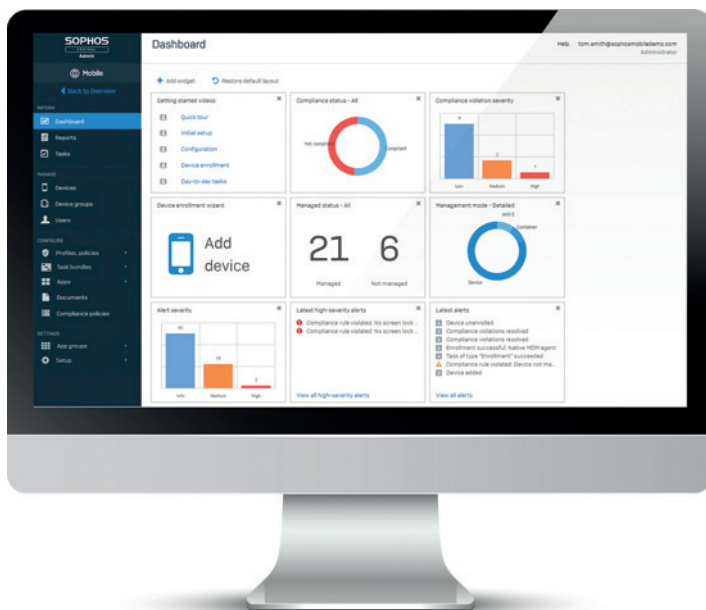 SOPHOS
CENTRAL
Admin
Mobile
Back to Overview
INFORM
Dashboard
Reports
Tasks
MANAGE
Devices
Device groups
Users
CONFIGURE
Profiles, policies
Task bundles
Apps
Documents
Compliance policies
SETTINGS
App groups
Setup
Dashboard
Help tom.smith@sophosmobiledemo.com
Administrator
Add widget Restore default layout
Getting started videos
Quick tour
Initial setup
Configuration
Device enrollment
Day-to-day tasks
Compliance status - All
Not compliant
Compliant
Compliance violation severity
2
1
Low Medium High
Device enrollment wizard
Add
device
Managed status - All
21 6
Managed Not managed
Management mode - Detailed
Container
Device
Alert severity
42
2
Info Medium High
Latest high-severity alerts
Compliance rule violated: No screen lock ...
Compliance rule violated: No screen lock ...
View all high-severity alerts
Latest alerts
Device unenrolled
Compliance violations resolved
Compliance violations resolved
Enrollment successful: Native MDM agent:
Task of type "Enrollment" succeeded
Compliance rule violated: Device not ma...
Device added
View all alerts